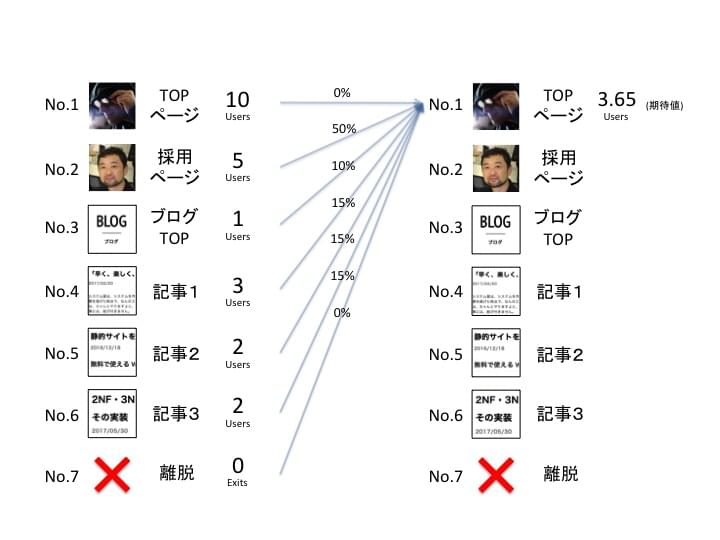 No.1
TOP
ページ
10
Users
0%
No.1
TOP
ページ
3.65
Users
(期待値)
50%
No.2
採用
ページ
5
Users
10%
No.2
採用
ページ
No.3
BLOG
ブログ
ブログ
TOP
1
Users
15%
No.3
BLOG
ブログ
ブログ
TOP
15%
No.4
「早く、楽しく、
2017/04/30
記事1
3
Users
15%
No.4
「早く、楽しく、
記事1
0%
No.5
静的サイトを
2016/12/18
無料で使える W
記事2
2
Users
No.5
静的サイトを
2016/12/18
無料で使える W
記事2
No.6
2NF・3N
その実装
2017/05/30
記事3
2
Users
No.6
2NF・3N
その実装
2017/05/30
記事3
No.7
離脱
0
Exits
No.7
離脱